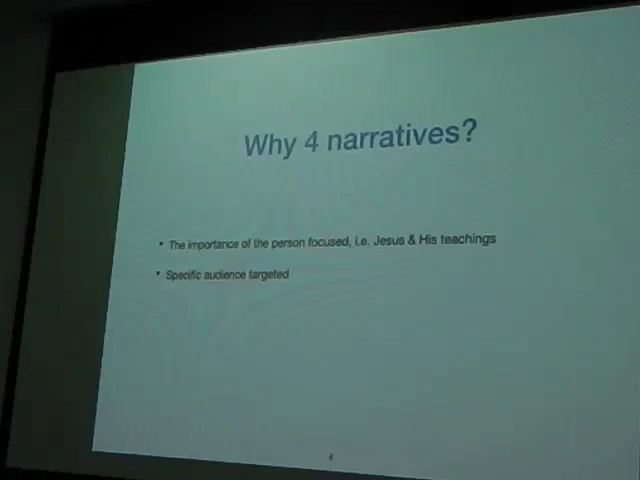 Why 4 narratives?
• The importance of the person focused, i.e. Jesus & His teachings
• Specific audience targeted
4